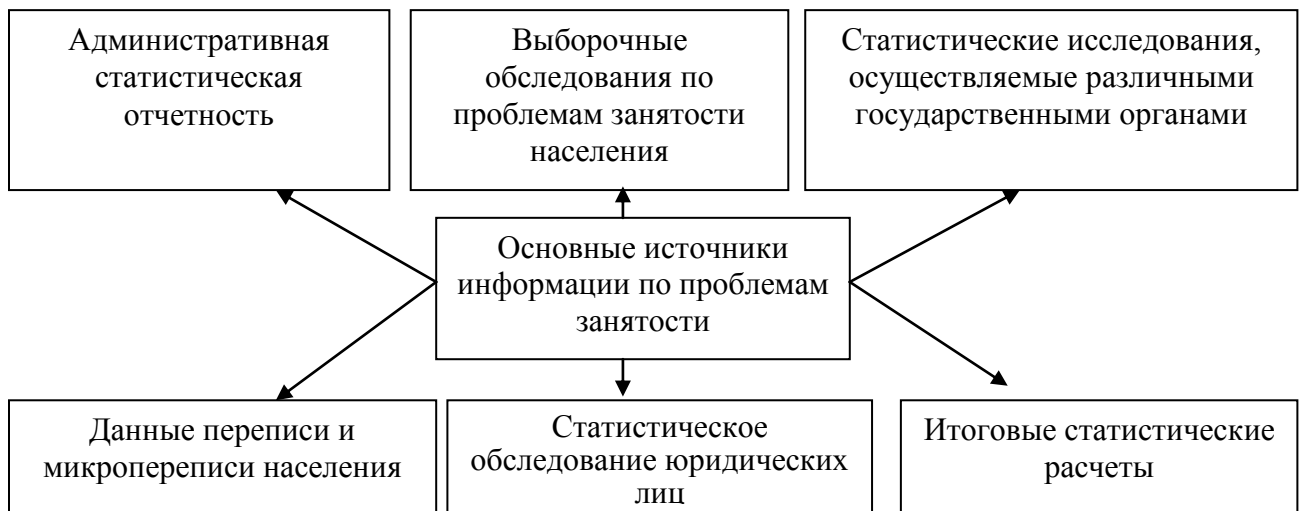 Административная
статистическая
отчетность
Выборочные
обследования по
проблемам занятости
населения
Статистические исследования,
осуществляемые различными
государственными органами
Основные источники
информации по проблемам
занятости
Данные переписи и
микропереписи населения
Статистическое
обследование юридических
лиц
Итоговые статистические
расчеты